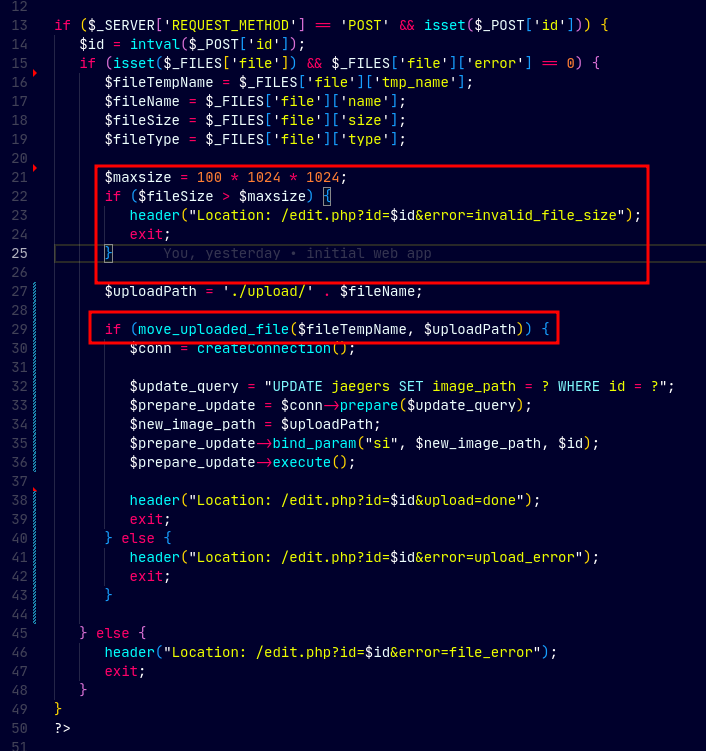 12
13 if ($_SERVER['REQUEST_METHOD'] == 'POST' && isset($_POST['id'])) {
14 $id = intval($_POST['id']);
15 if (isset($_FILES['file']) && $_FILES['file']['error'] == 0) {
16 $fileTempName = $_FILES['file']['tmp_name'];
17 $fileName = $_FILES['file']['name'];
18 $fileSize = $_FILES['file']['size'];
19 $fileType = $_FILES['file']['type'];
20
21 $maxsize = 100 * 1024 * 1024;
22 if ($fileSize > $maxsize) {
23 header("Location: /edit.php?id=$id&error=invalid_file_size");
24 exit;
25 } You, yesterday • initial web app
26
27 $uploadPath = './upload/' . $fileName;
28
29 if (move_uploaded_file($fileTempName, $uploadPath)) {
30 $conn = createConnection();
31
32 $update_query = "UPDATE jaegers SET image_path = ? WHERE id = ?";
33 $prepare_update = $conn->prepare($update_query);
34 $new_image_path = $uploadPath;
35 $prepare_update->bind_param("si", $new_image_path, $id);
36 $prepare_update->execute();
37
38 header("Location: /edit.php?id=$id&upload=done");
39 exit;
40 } else {
41 header("Location: /edit.php?id=$id&error=upload_error");
42 exit;
43 }
44
45 } else {
46 header("Location: /edit.php?id=$id&error=file_error");
47 exit;
48 }
49 }
50 ?>
51